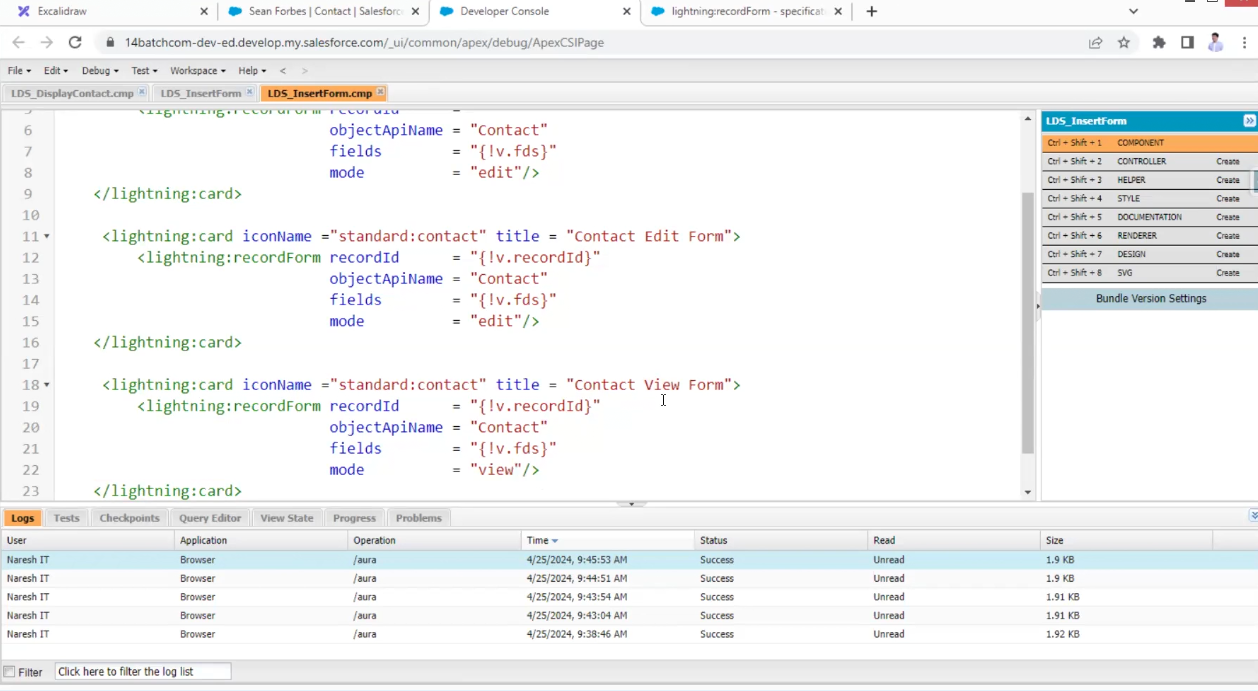 Excalidraw
Sean Forbes | Contact | Salesforc
Developer Console
lightning:recordForm - specificat
14batchcom-dev-ed.develop.my.salesforce.com/_ui/common/apex/debug/ApexCSIPage
File Edit Debug Test Workspace Help < >
LDS_DisplayContact.cmp LDS_InsertForm LDS_InsertForm.cmp
5 <lightning:recordForm recordId =
6 objectApiName = "Contact"
7 fields = "{!v.fds}"
8 mode = "edit"/>
9 </lightning:card>
10
11 <lightning:card iconName ="standard:contact" title = "Contact Edit Form">
12 <lightning:recordForm recordId = "{!v.recordId}"
13 objectApiName = "Contact"
14 fields = "{!v.fds}"
15 mode = "edit"/>
16 </lightning:card>
17
18 <lightning:card iconName ="standard:contact" title = "Contact View Form">
19 <lightning:recordForm recordId = "{!v.recordId}"
20 objectApiName = "Contact"
21 fields = "{!v.fds}"
22 mode = "view"/>
23 </lightning:card>
LDS_InsertForm
Ctrl + Shift + 1 COMPONENT
Ctrl + Shift + 2 CONTROLLER Create
Ctrl + Shift + 3 HELPER Create
Ctrl + Shift + 4 STYLE Create
Ctrl + Shift + 5 DOCUMENTATION Create
Ctrl + Shift + 6 RENDERER Create
Ctrl + Shift + 7 DESIGN Create
Ctrl + Shift + 8 SVG Create
Bundle Version Settings
Logs Tests Checkpoints Query Editor View State Progress Problems
User Application Operation Time Status Read Size
Naresh IT Browser /aura 4/25/2024, 9:45:53 AM Success Unread 1.9 KB
Naresh IT Browser /aura 4/25/2024, 9:44:51 AM Success Unread 1.9 KB
Naresh IT Browser /aura 4/25/2024, 9:43:54 AM Success Unread 1.91 KB
Naresh IT Browser /aura 4/25/2024, 9:43:04 AM Success Unread 1.91 KB
Naresh IT Browser /aura 4/25/2024, 9:38:46 AM Success Unread 1.92 KB
Filter Click here to filter the log list